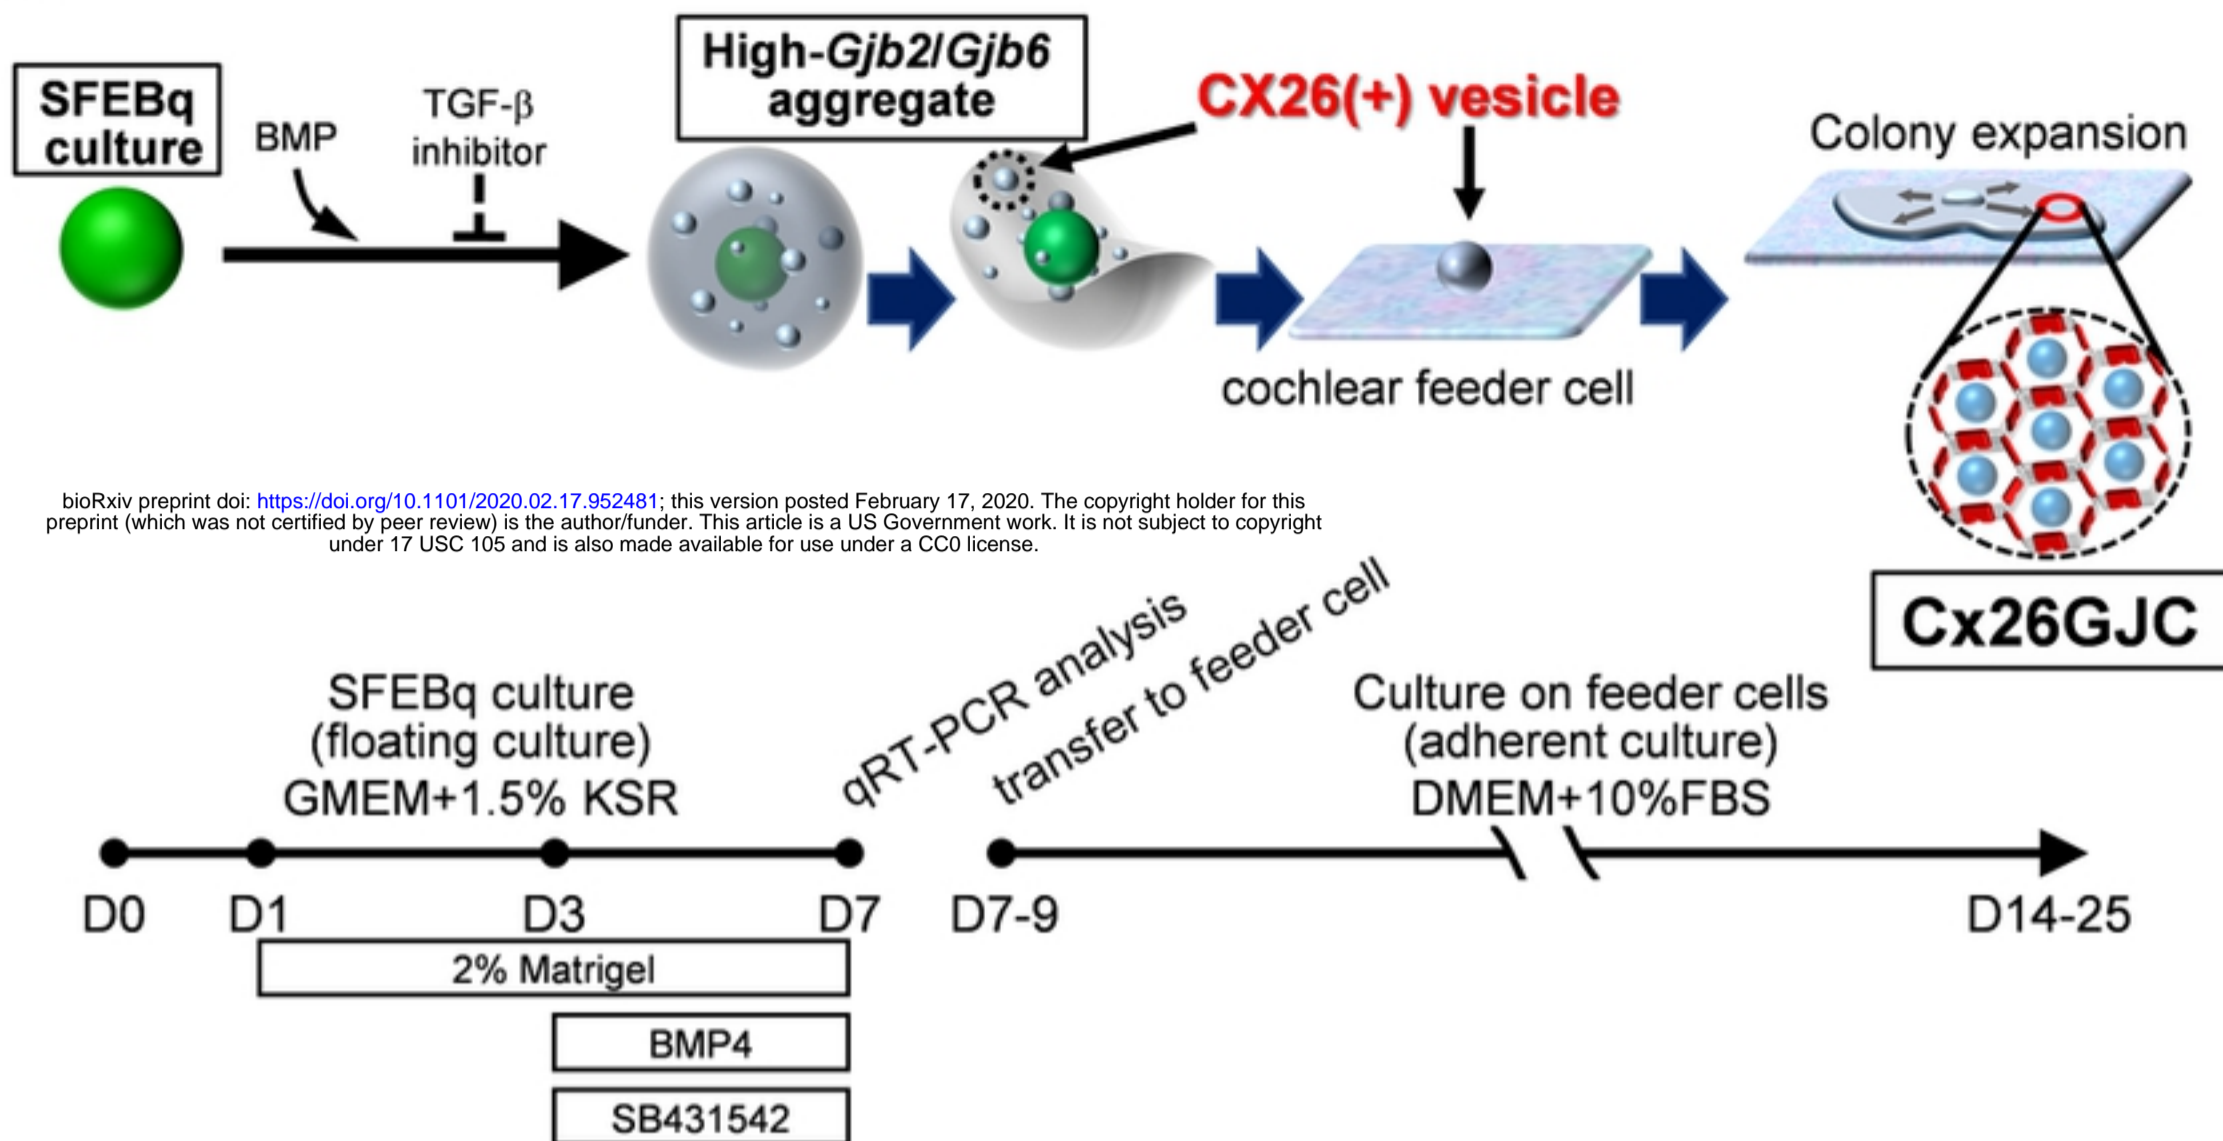 SFEBq
culture
BMP
TGF-β
inhibitor
High-Gjb2/Gjb6
aggregate
CX26(+) vesicle
cochlear feeder cell
Colony expansion
Cx26GJC
bioRxiv preprint doi: https://doi.org/10.1101/2020.02.17.952481; this version posted February 17, 2020. The copyright holder for this
preprint (which was not certified by peer review) is the author/funder. This article is a US Government work. It is not subject to copyright
under 17 USC 105 and is also made available for use under a CC0 license.
SFEBq culture
(floating culture)
GMEM+1.5% KSR
qRT-PCR analysis
transfer to feeder cell
Culture on feeder cells
(adherent culture)
DMEM+10%FBS
D0
D1
D3
D7
D7-9
D14-25
2% Matrigel
BMP4
SB431542